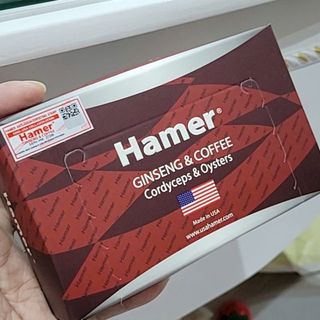 Hamer
Hamer®
GINSENG & COFFEE
Cordyceps & Oysters
Made in USA
www.usahamer.com